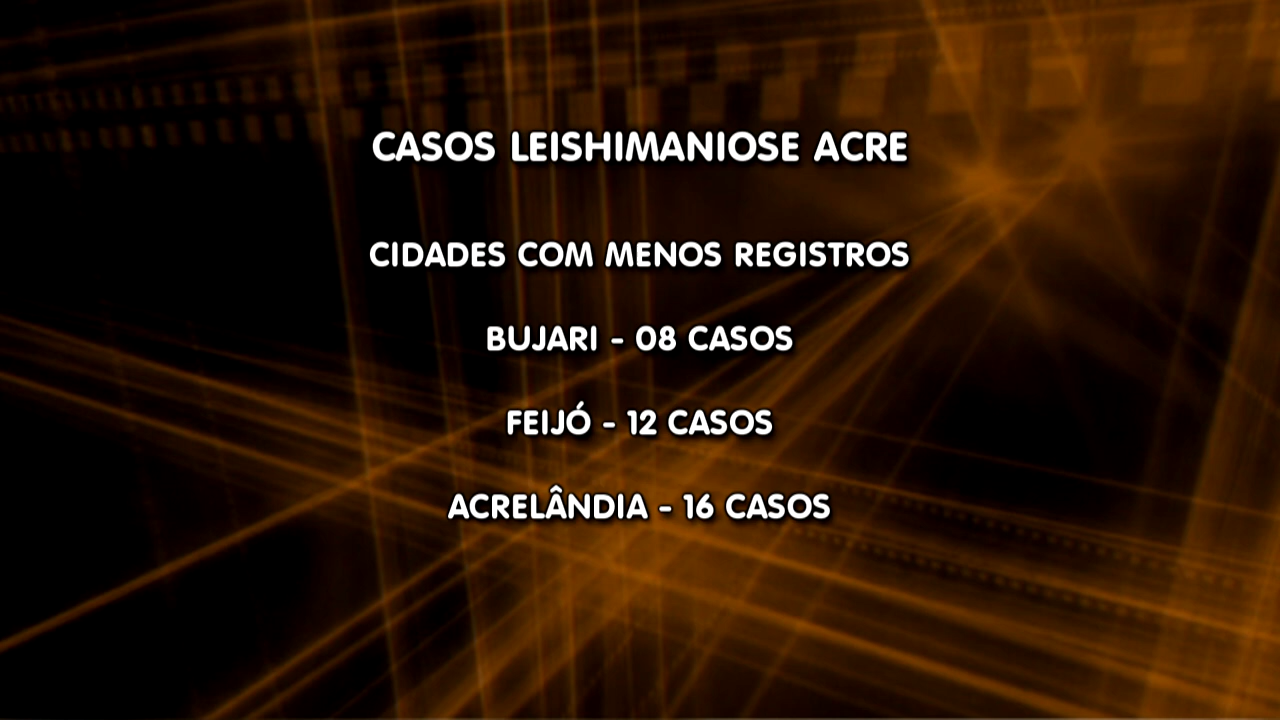 CASOS LEISHIMANIOSE ACRE
CIDADES COM MENOS REGISTROS
BUJARI - 08 CASOS
FEIJÓ - 12 CASOS
ACRELÂNDIA - 16 CASOS